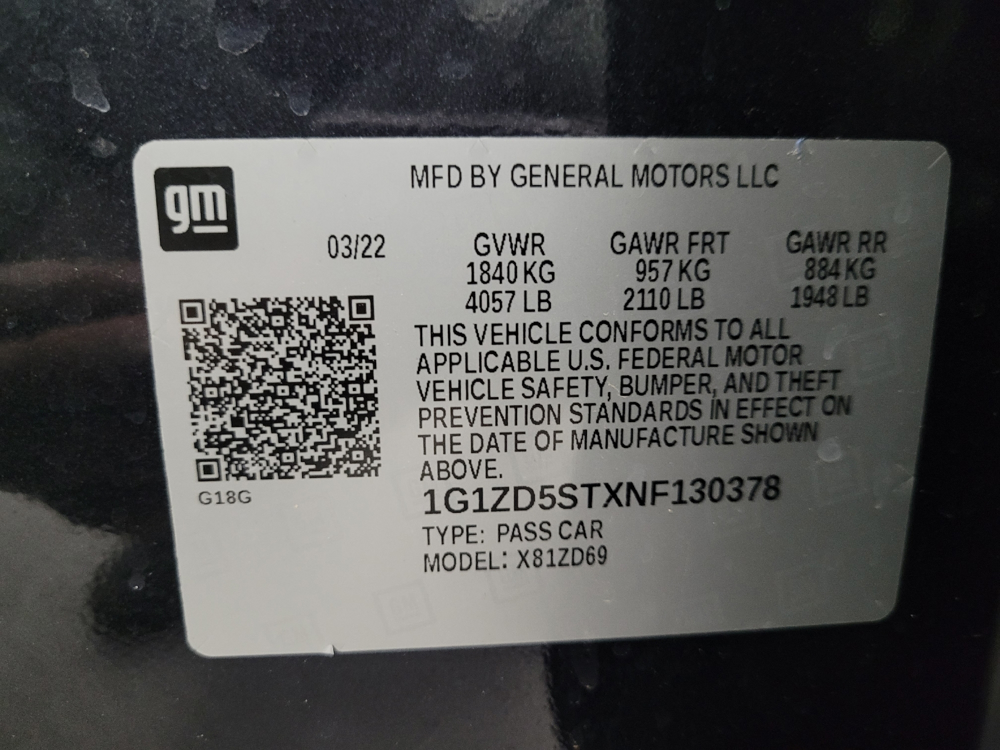 gm
MFD BY GENERAL MOTORS LLC
03/22 GVWR GAWR FRT GAWR RR
1840 KG 957 KG 884 KG
4057 LB 2110 LB 1948 LB
THIS VEHICLE CONFORMS TO ALL
APPLICABLE U.S. FEDERAL MOTOR
VEHICLE SAFETY, BUMPER, AND THEFT
PREVENTION STANDARDS IN EFFECT ON
THE DATE OF MANUFACTURE SHOWN
ABOVE.
G18G
1G1ZD5STXNF130378
TYPE: PASS CAR
MODEL: X81ZD69